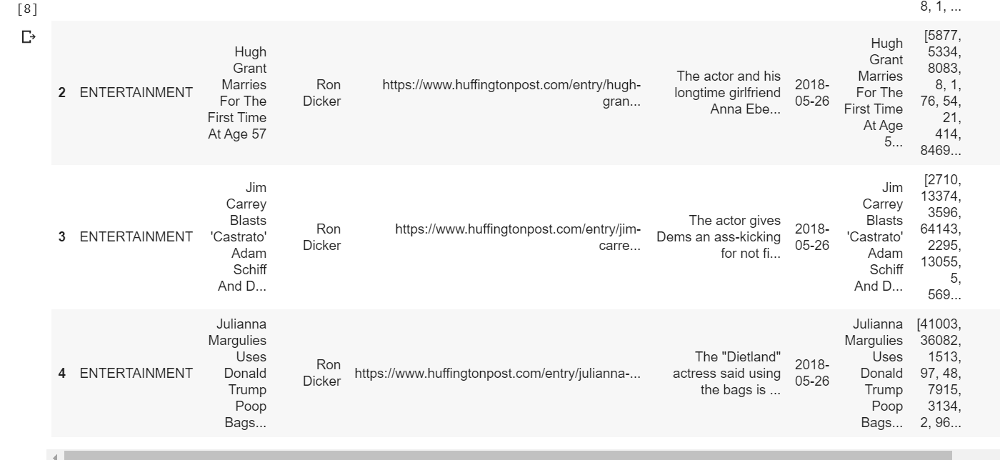 [8]
8, 1, ...
2
ENTERTAINMENT
Hugh
Grant
Marries
For The
First Time
At Age 57
Ron
Dicker
https://www.huffingtonpost.com/entry/hugh-
gran...
The actor and his
longtime girlfriend
Anna Ebe...
2018-
05-26
Hugh
Grant
Marries
For The
First Time
At Age
5...
[5877,
5334,
8083,
8, 1,
76, 54,
21,
414,
8469...
3
ENTERTAINMENT
Jim
Carrey
Blasts
'Castrato'
Adam
Schiff
And D...
Ron
Dicker
https://www.huffingtonpost.com/entry/jim-
carre...
The actor gives
Dems an ass-kicking
for not fi...
2018-
05-26
Jim
Carrey
Blasts
'Castrato'
Adam
Schiff
And D...
[2710,
13374,
3596,
64143,
2295,
13055,
5,
569...
4
ENTERTAINMENT
Julianna
Margulies
Uses
Donald
Trump
Poop
Bags...
Ron
Dicker
https://www.huffingtonpost.com/entry/julianna-...
The "Dietland"
actress said using
the bags is ...
2018-
05-26
Julianna
Margulies
Uses
Donald
Trump
Poop
Bags...
[41003,
36082,
1513,
97, 48,
7915,
3134,
2, 96...